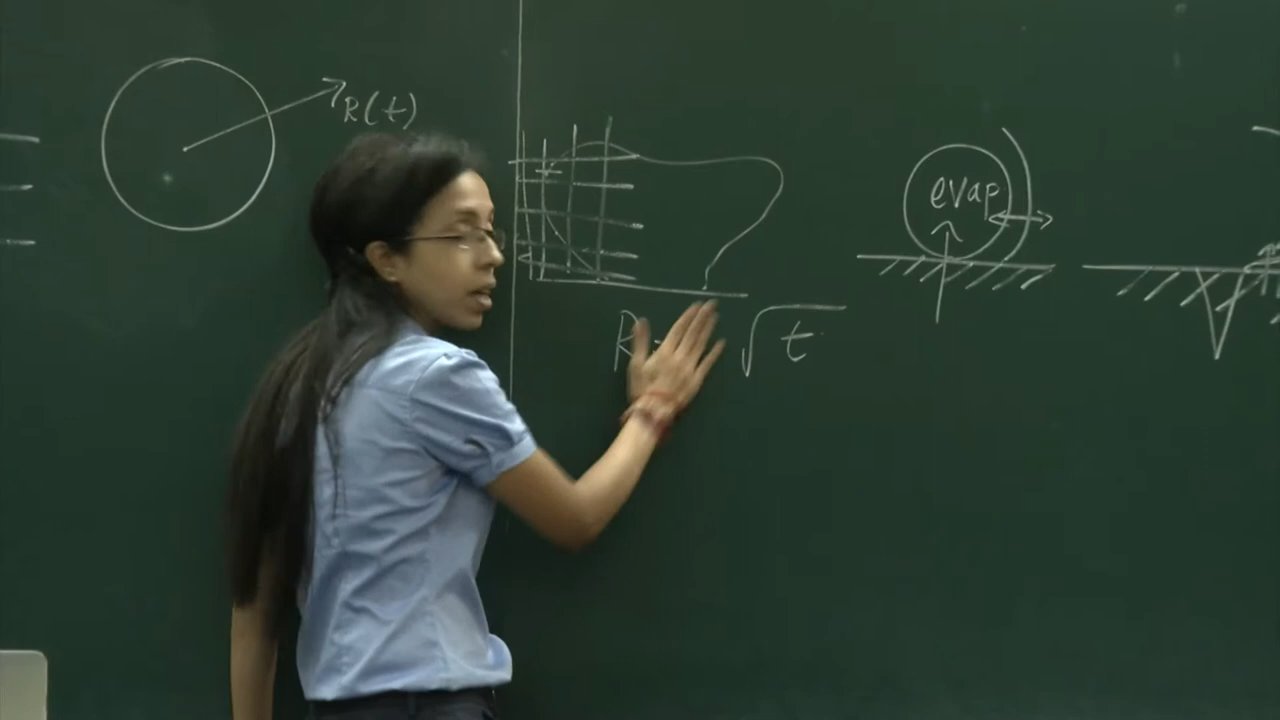 R(t)
evap
R √t